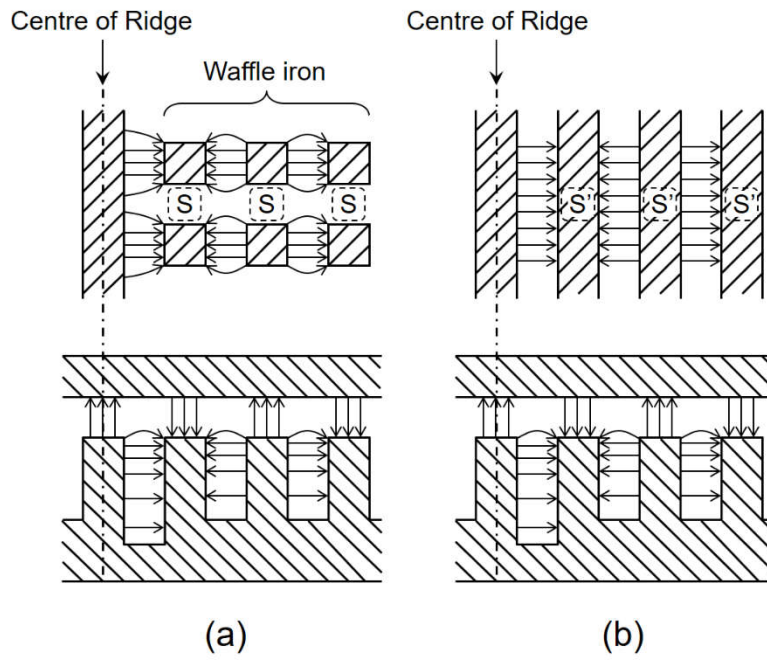 Centre of Ridge
Waffle iron
S S S
Centre of Ridge
S' S' S'
(a)
(b)